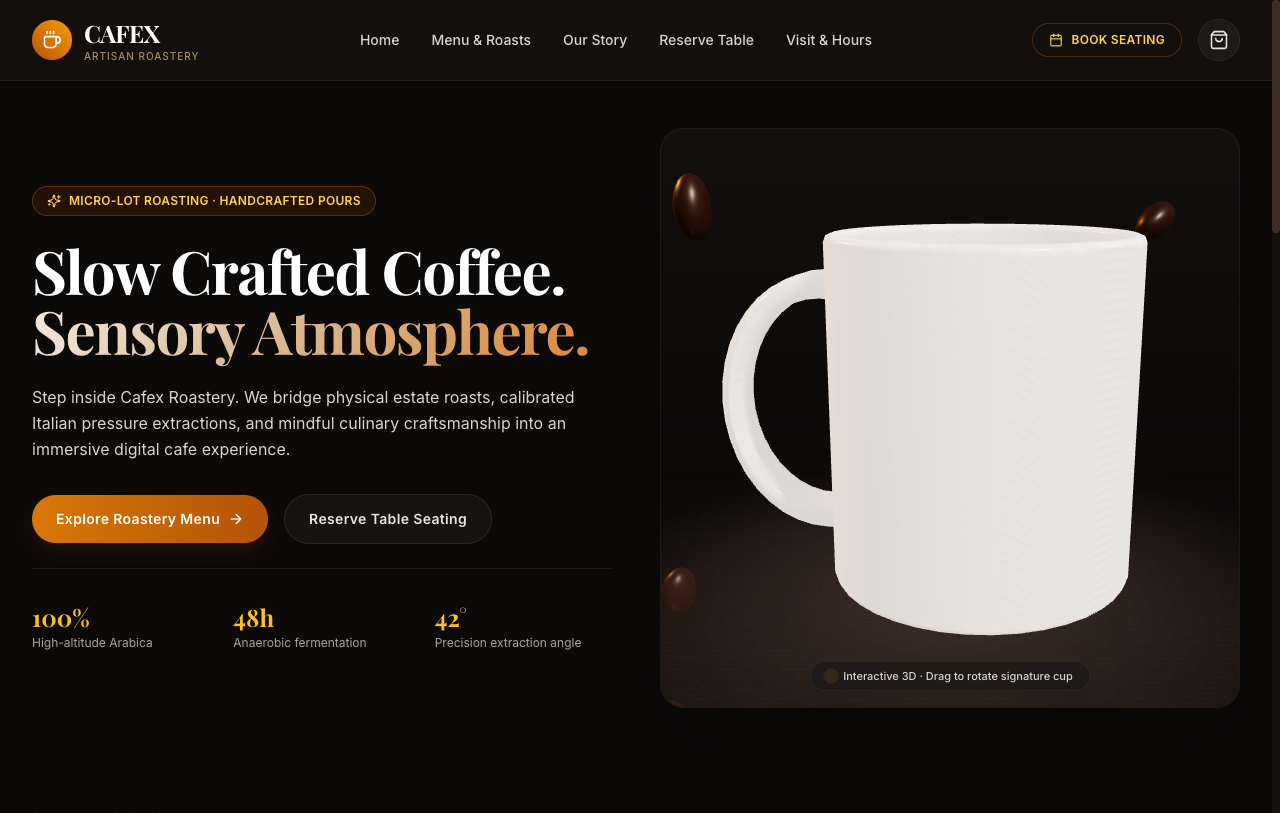 CAFEX
ARTISAN ROASTERY
Home
Menu & Roasts
Our Story
Reserve Table
Visit & Hours
BOOK SEATING
MICRO-LOT ROASTING · HANDCRAFTED POURS
Slow Crafted Coffee.
Sensory Atmosphere.
Step inside Cafex Roastery. We bridge physical estate roasts, calibrated
Italian pressure extractions, and mindful culinary craftsmanship into an
immersive digital cafe experience.
Explore Roastery Menu
Reserve Table Seating
100%
High-altitude Arabica
48h
Anaerobic fermentation
42°
Precision extraction angle
Interactive 3D · Drag to rotate signature cup